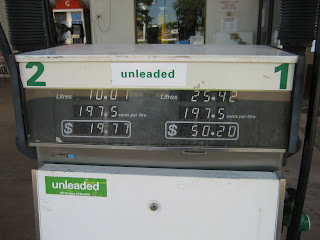 2 unleaded 1
Litres 10.01 Litres 25.42
197.5 cents per litre 197.5 cents per litre
$ 19.77 $ 50.20
unleaded